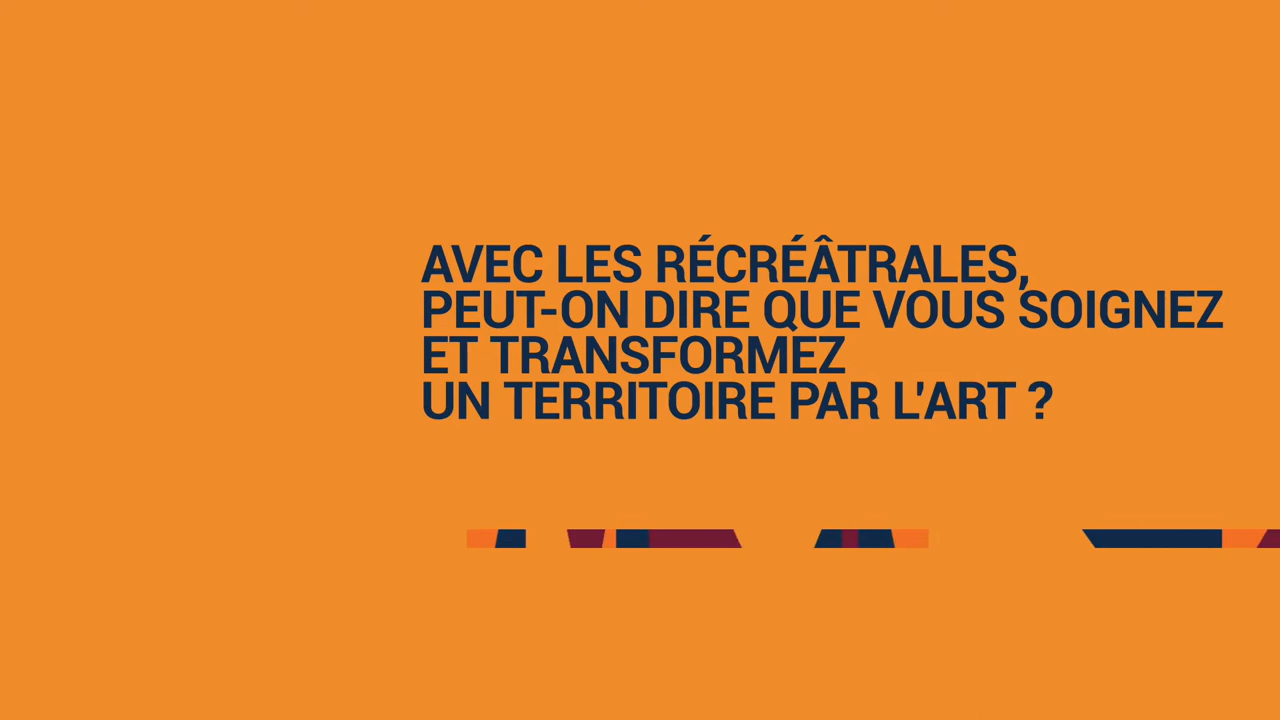 AVEC LES RÉCRÉÂTRALES,
PEUT-ON DIRE QUE VOUS SOIGNEZ
ET TRANSFORMEZ
UN TERRITOIRE PAR L'ART ?